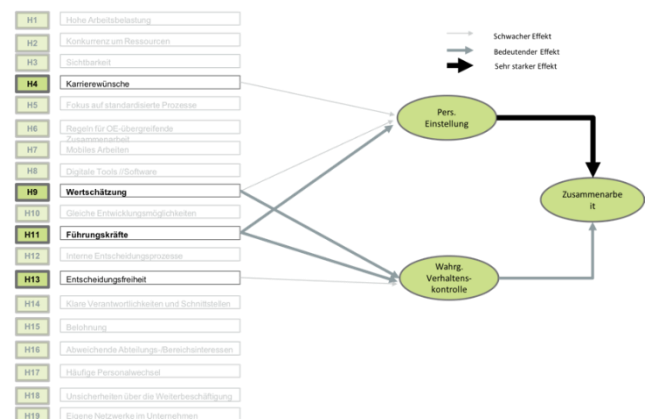 H1 Hohe Arbeitsbelastung
H2 Konkurrenz um Ressourcen
H3 Sichtbarkeit
H4 Karrierewünsche
H5 Fokus auf standardisierte Prozesse
H6 Regeln für OE-übergreifende
Zusammenarbeit
H7 Mobiles Arbeiten
H8 Digitale Tools //Software
H9 Wertschätzung
H10 Gleiche Entwicklungsmöglichkeiten
H11 Führungskräfte
H12 Interne Entscheidungsprozesse
H13 Entscheidungsfreiheit
H14 Klare Verantwortlichkeiten und Schnittstellen
H15 Belohnung
H16 Abweichende Abteilungs-/Bereichsinteressen
H17 Häufige Personalwechsel
H18 Unsicherheiten über die Weiterbeschäftigung
H19 Eigene Netzwerke im Unternehmen
Schwacher Effekt
Bedeutender Effekt
Sehr starker Effekt
Pers.
Einstellung
Zusammenarbe
it
Wahrg.
Verhaltens-
kontrolle